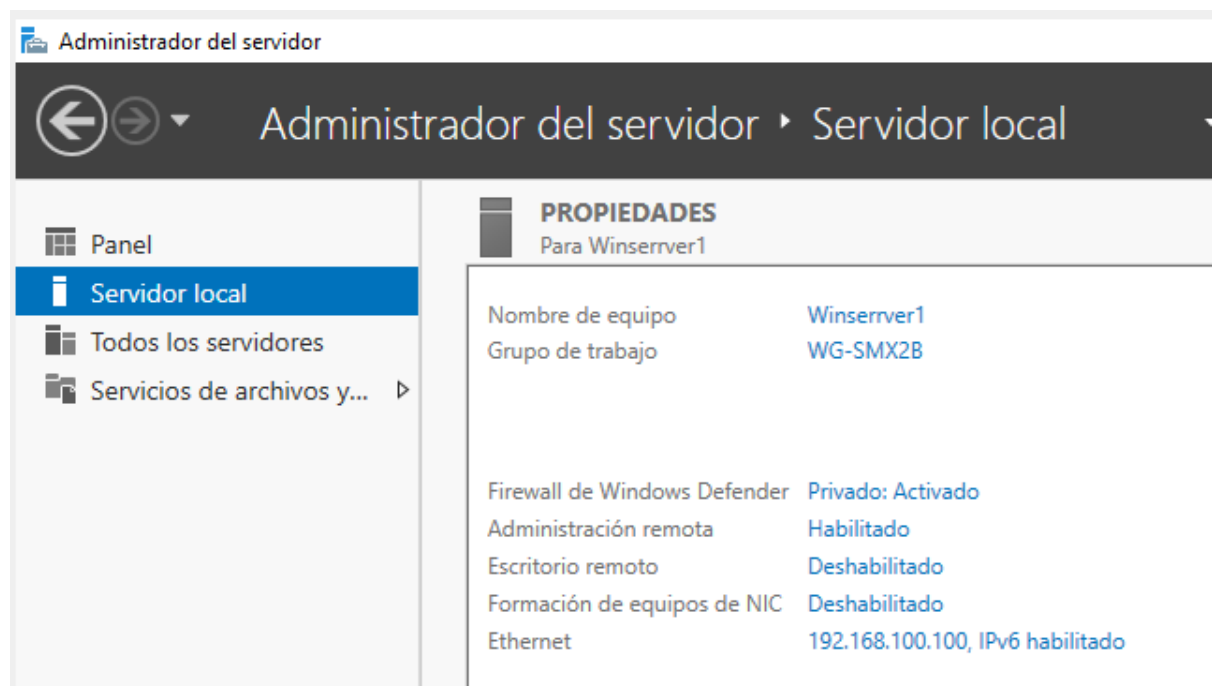 Administrador del servidor
Administrador del servidor ‣ Servidor local
Panel
Servidor local
Todos los servidores
Servicios de archivos y...
PROPIEDADES
Para Winserrver1
Nombre de equipo Winserrver1
Grupo de trabajo WG-SMX2B
Firewall de Windows Defender Privado: Activado
Administración remota Habilitado
Escritorio remoto Deshabilitado
Formación de equipos de NIC Deshabilitado
Ethernet 192.168.100.100, IPv6 habilitado